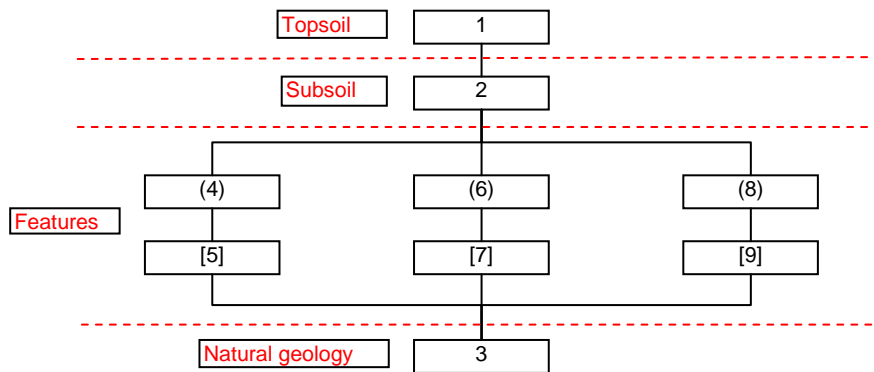 Topsoil 1
Subsoil 2
(4) (6) (8)
Features
[5] [7] [9]
Natural geology 3